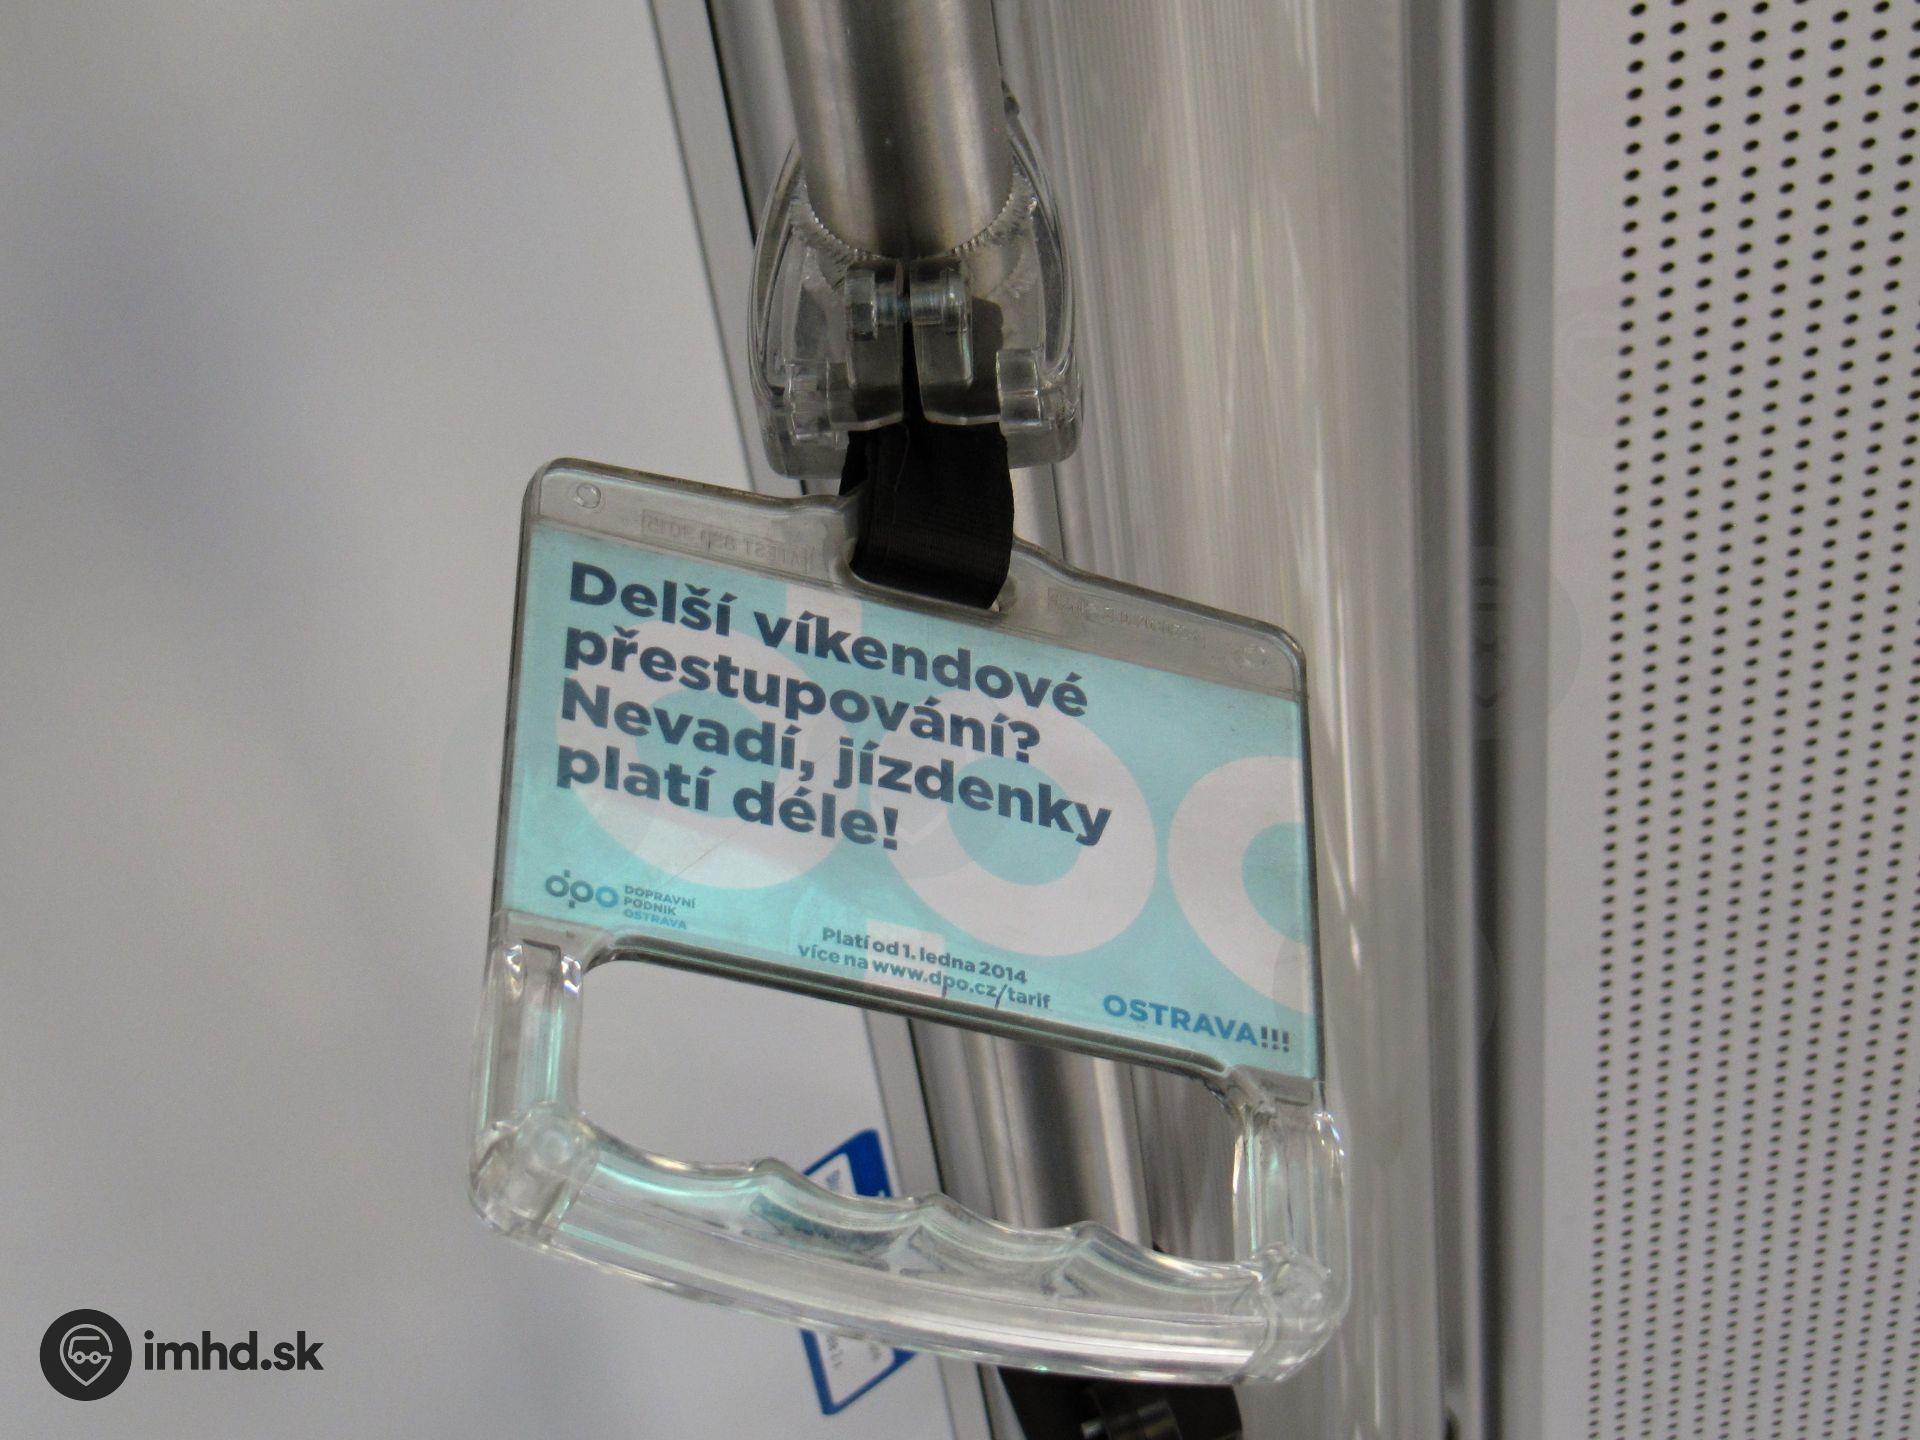 Delší víkendové
přestupování?
Nevadí, jízdenky
platí déle!
dpo DOPRAVNÍ
PODNIK
OSTRAVA
Platí od 1. ledna 2014
více na www.dpo.cz/tarif
OSTRAVA!!!
imhd.sk